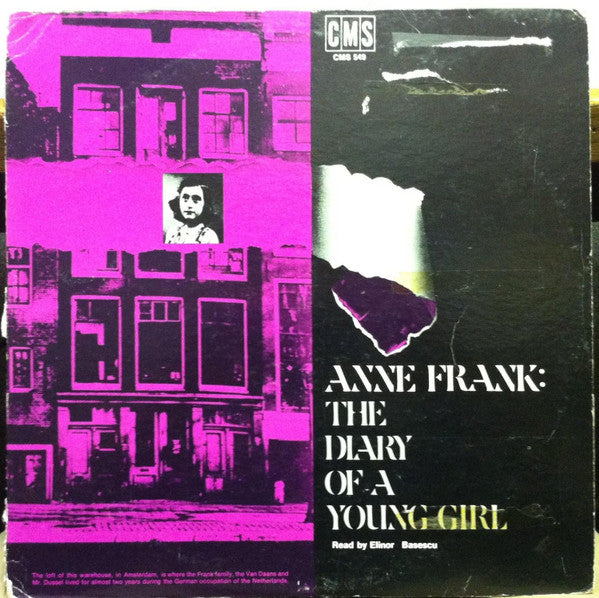 CMS
CMS 549
ANNE FRANK:
THE
DIARY
OF A
YOUNG GIRL
Read by Elinor Basescu
The loft of this warehouse, in Amsterdam, is where the Frank family, the Van Daans and
Mr. Dussel lived for almost two years during the German occupation of the Netherlands.